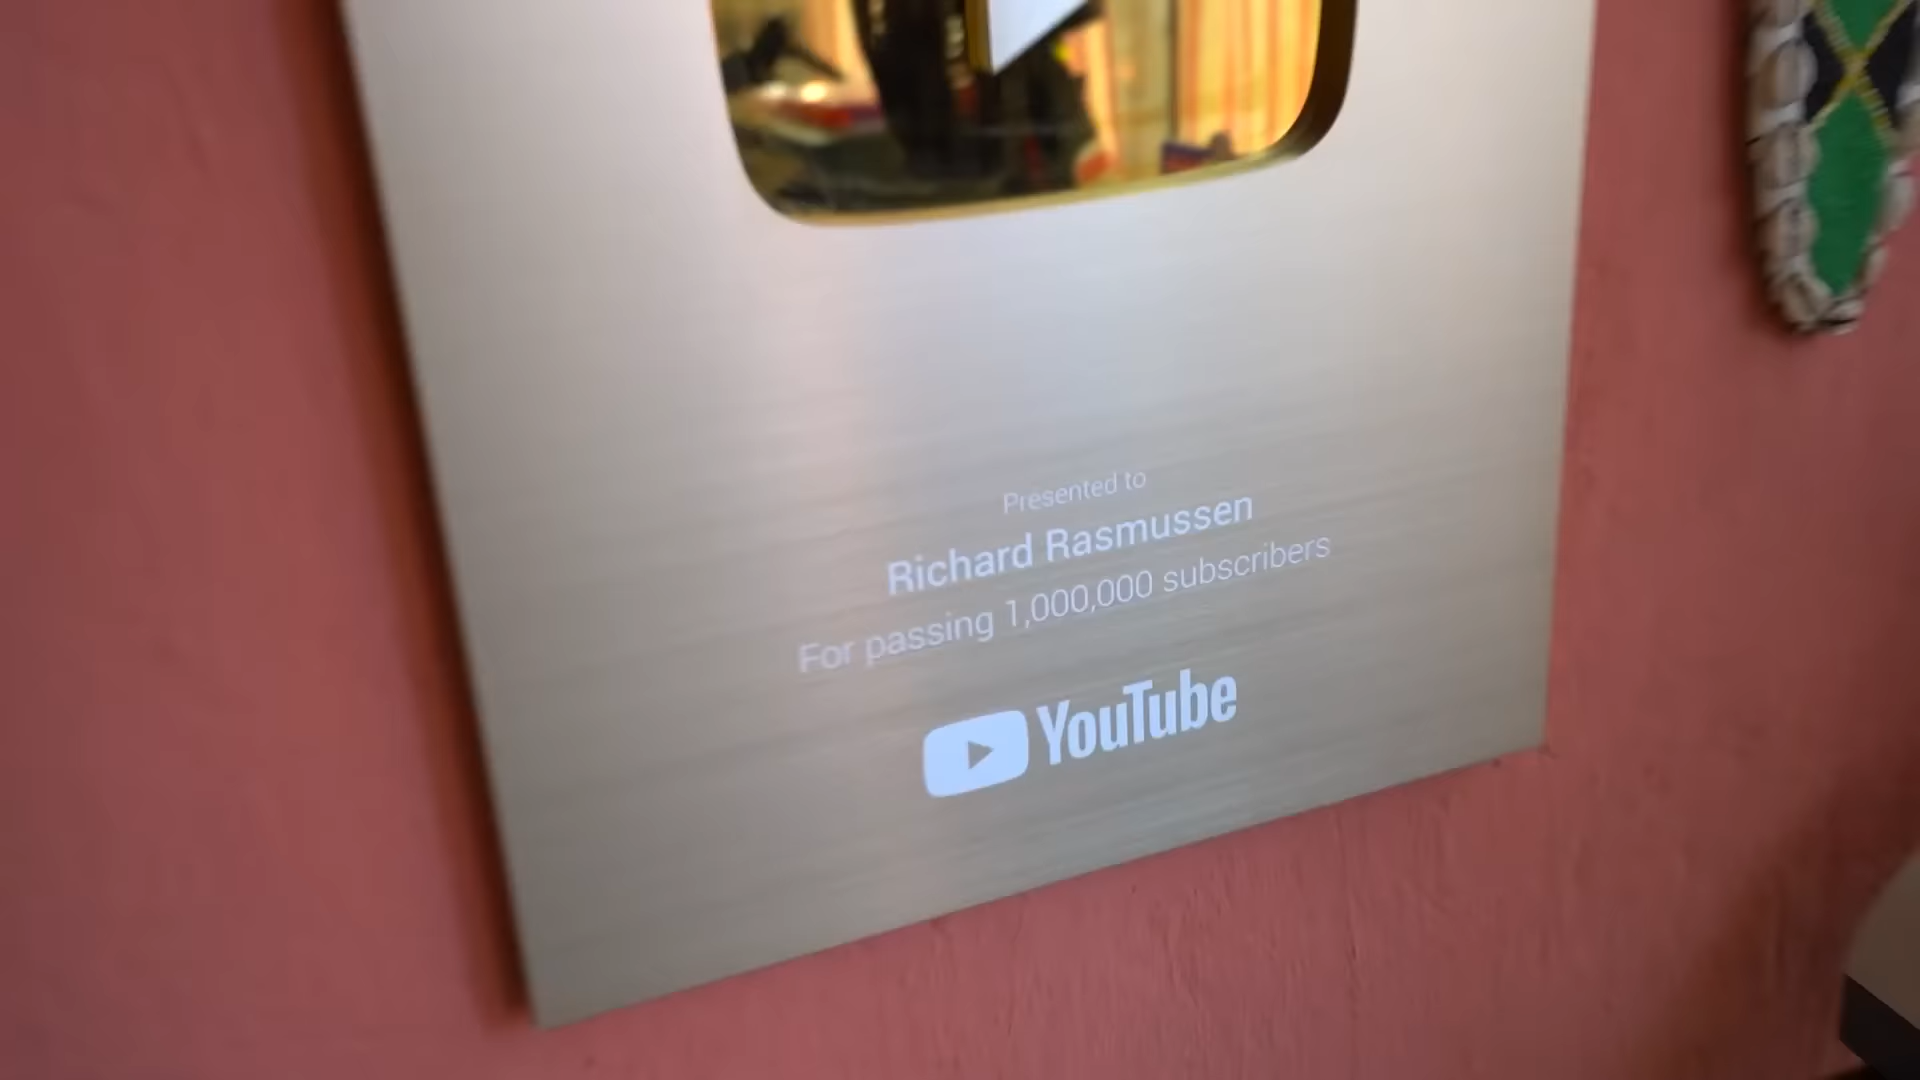 Presented to
Richard Rasmussen
For passing 1,000,000 subscribers
YouTube